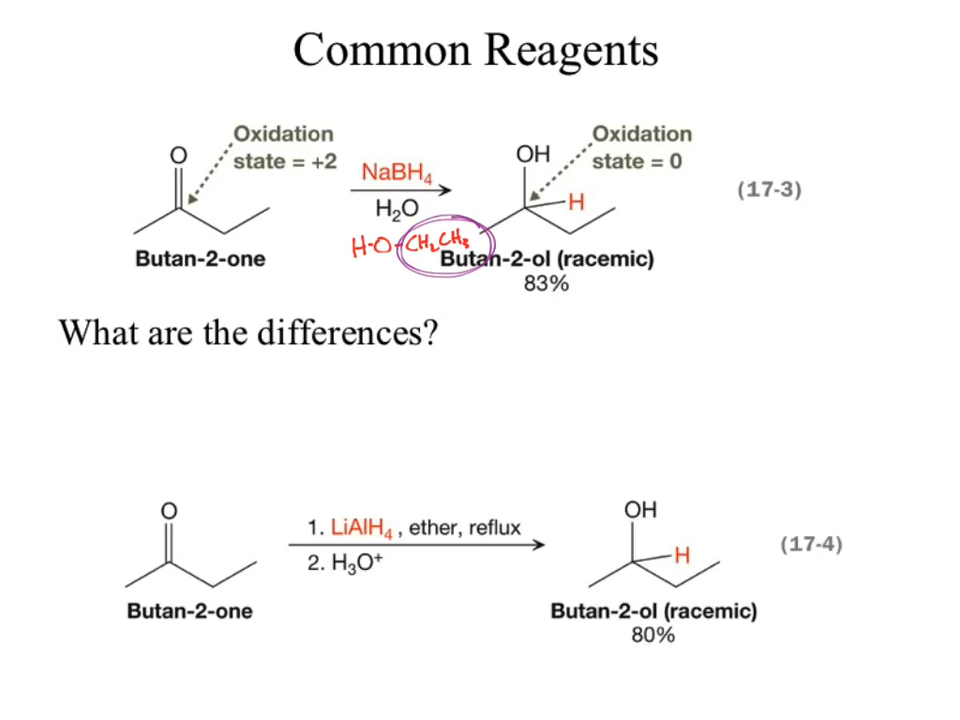 Common Reagents
Oxidation
state = +2
O
NaBH₄
H₂O
H-O-CH₂CH₃
Oxidation
state = 0
OH
H
(17-3)
Butan-2-one
Butan-2-ol (racemic)
83%
What are the differences?
O
1. LiAlH₄ , ether, reflux
2. H₃O⁺
OH
H
(17-4)
Butan-2-one
Butan-2-ol (racemic)
80%